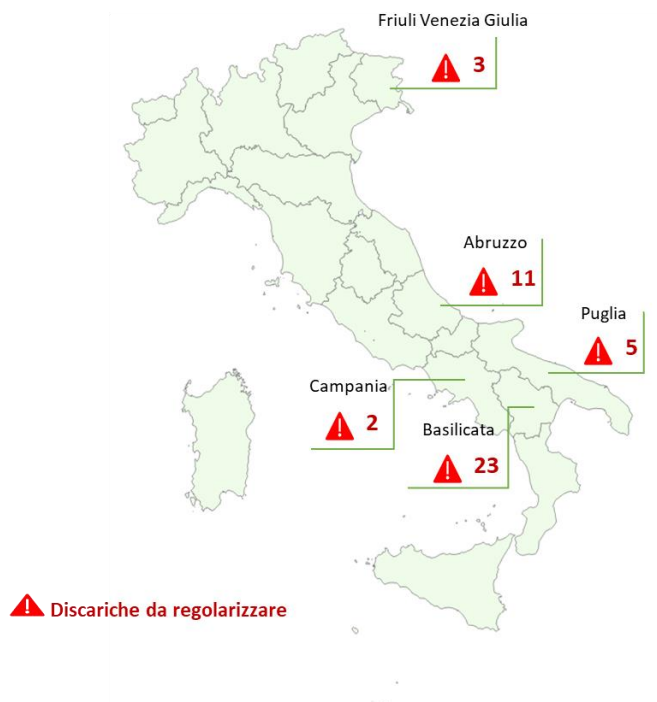 Friuli Venezia Giulia
3
Abruzzo
11
Puglia
5
Campania
2
Basilicata
23
Discariche da regolarizzare